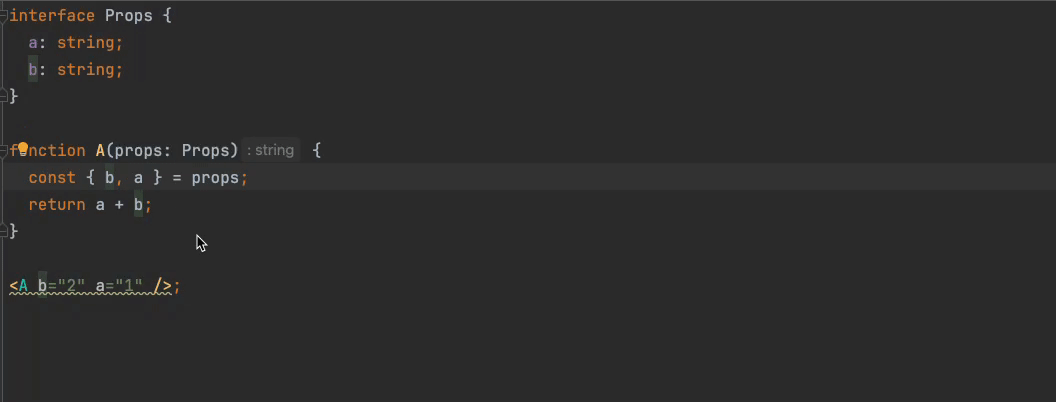 interface Props {
  a: string;
  b: string;
}
function A(props: Props) : string {
  const { b, a } = props;
  return a + b;
}
<A b="2" a="1" />;